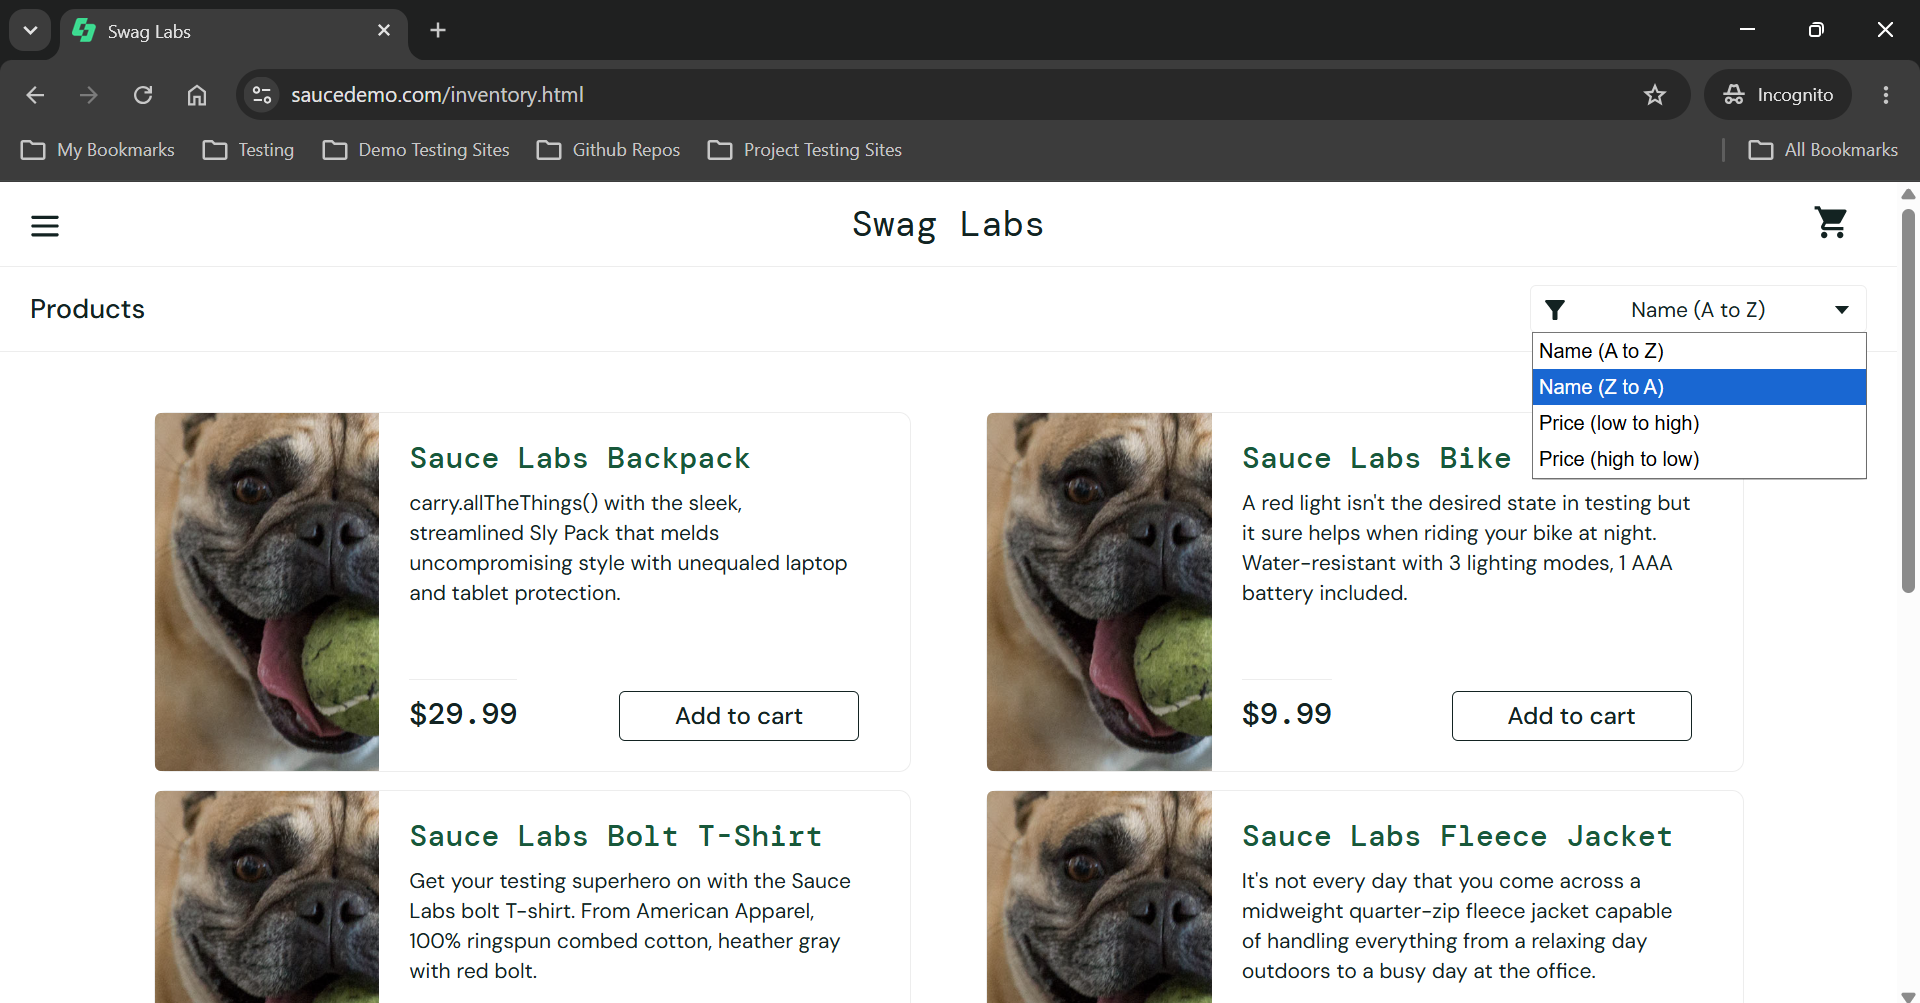 Swag Labs
saucedemo.com/inventory.html
Incognito
My Bookmarks
Testing
Demo Testing Sites
Github Repos
Project Testing Sites
All Bookmarks
Swag Labs
Products
Name (A to Z)
Name (A to Z)
Name (Z to A)
Price (low to high)
Price (high to low)
Sauce Labs Backpack
carry.allTheThings() with the sleek,
streamlined Sly Pack that melds
uncompromising style with unequaled laptop
and tablet protection.
$29.99
Add to cart
Sauce Labs Bike
A red light isn't the desired state in testing but
it sure helps when riding your bike at night.
Water-resistant with 3 lighting modes, 1 AAA
battery included.
$9.99
Add to cart
Sauce Labs Bolt T-Shirt
Get your testing superhero on with the Sauce
Labs bolt T-shirt. From American Apparel,
100% ringspun combed cotton, heather gray
with red bolt.
Sauce Labs Fleece Jacket
It's not every day that you come across a
midweight quarter-zip fleece jacket capable
of handling everything from a relaxing day
outdoors to a busy day at the office.